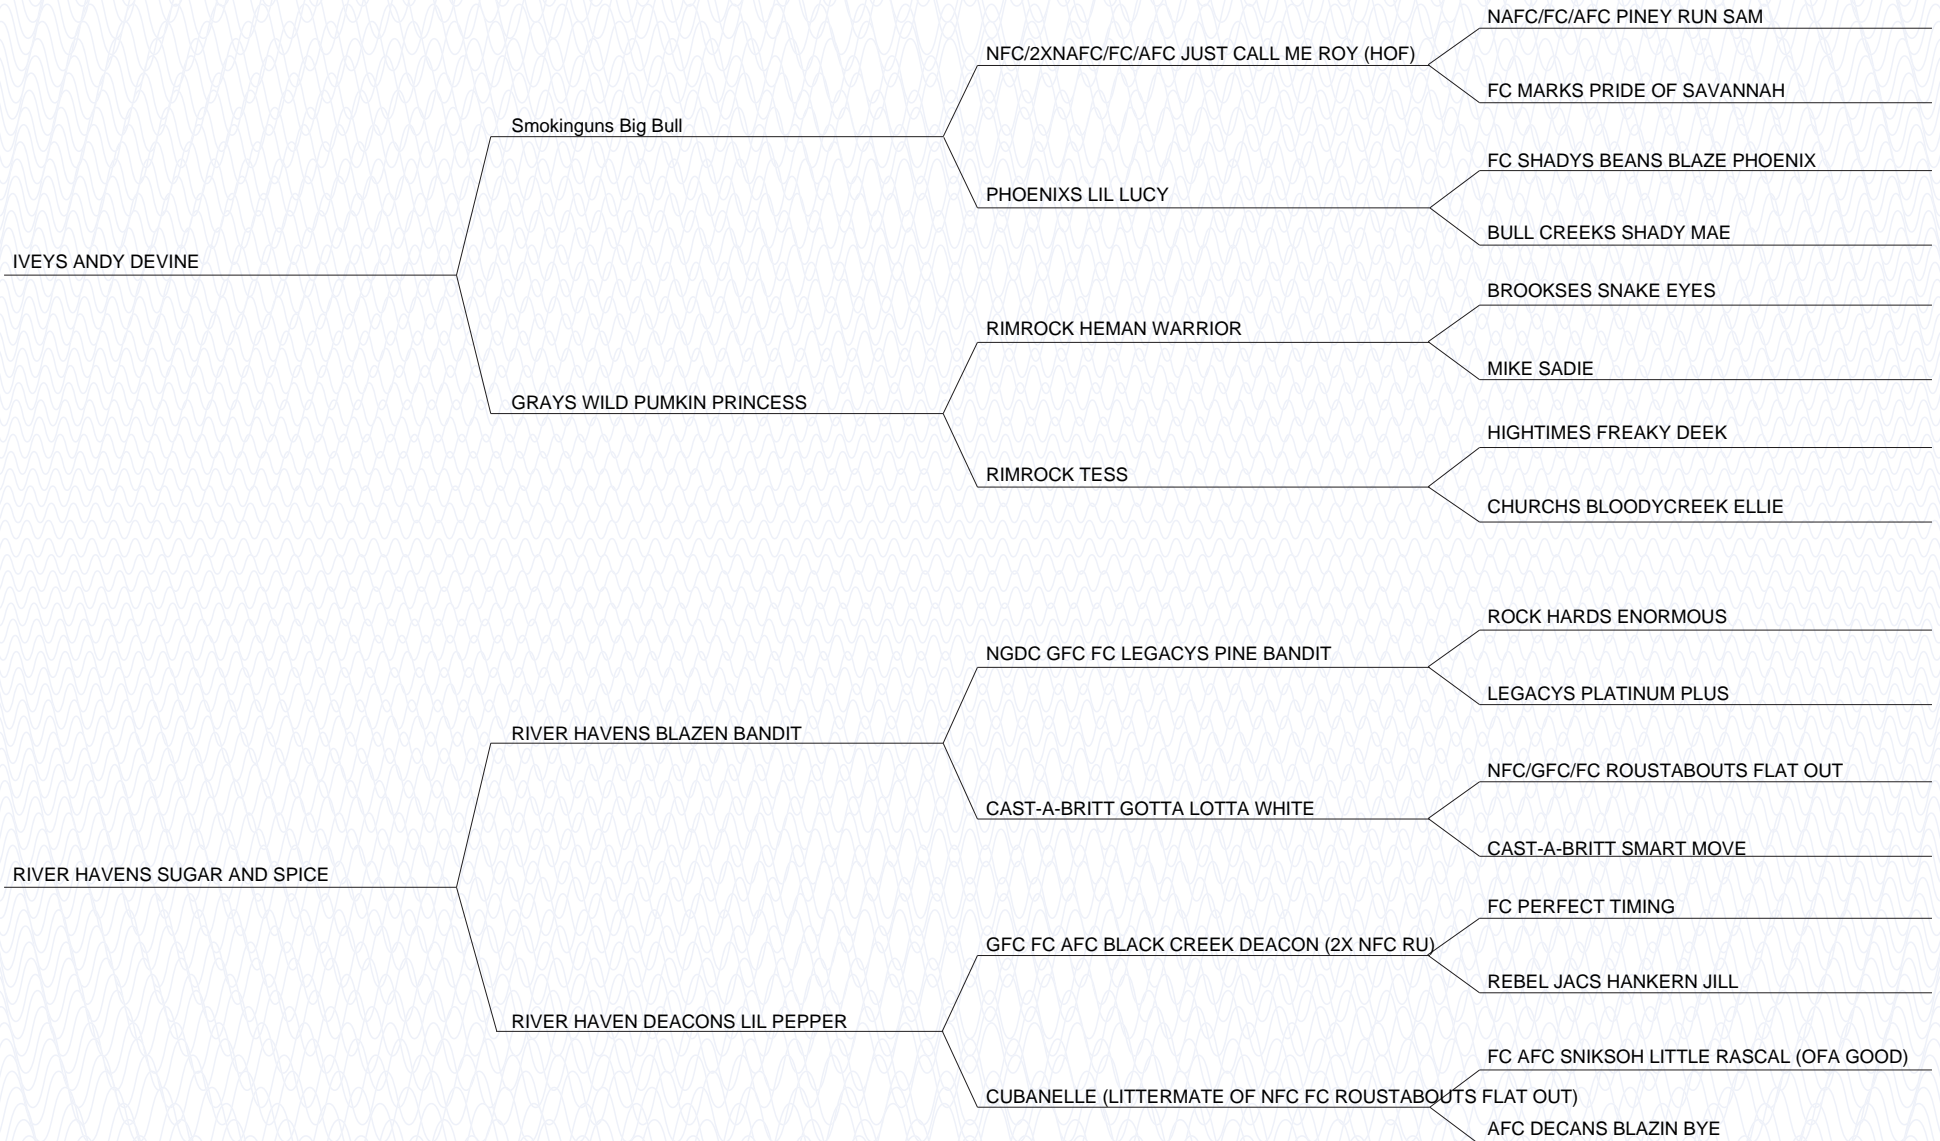 NAFC/FC/AFC PINEY RUN SAM
NFC/2XNAFC/FC/AFC JUST CALL ME ROY (HOF)
FC MARKS PRIDE OF SAVANNAH
Smokinguns Big Bull
FC SHADYS BEANS BLAZE PHOENIX
PHOENIXS LIL LUCY
BULL CREEKS SHADY MAE
IVEYS ANDY DEVINE
BROOKSES SNAKE EYES
RIMROCK HEMAN WARRIOR
MIKE SADIE
GRAYS WILD PUMKIN PRINCESS
HIGHTIMES FREAKY DEEK
RIMROCK TESS
CHURCHS BLOODYCREEK ELLIE
ROCK HARDS ENORMOUS
NGDC GFC FC LEGACYS PINE BANDIT
LEGACYS PLATINUM PLUS
RIVER HAVENS BLAZEN BANDIT
NFC/GFC/FC ROUSTABOUTS FLAT OUT
CAST-A-BRITT GOTTA LOTTA WHITE
CAST-A-BRITT SMART MOVE
RIVER HAVENS SUGAR AND SPICE
FC PERFECT TIMING
GFC FC AFC BLACK CREEK DEACON (2X NFC RU)
REBEL JACS HANKERN JILL
RIVER HAVEN DEACONS LIL PEPPER
FC AFC SNIKSOH LITTLE RASCAL (OFA GOOD)
CUBANELLE (LITTERMATE OF NFC FC ROUSTABOUTS FLAT OUT)
AFC DECANS BLAZIN BYE